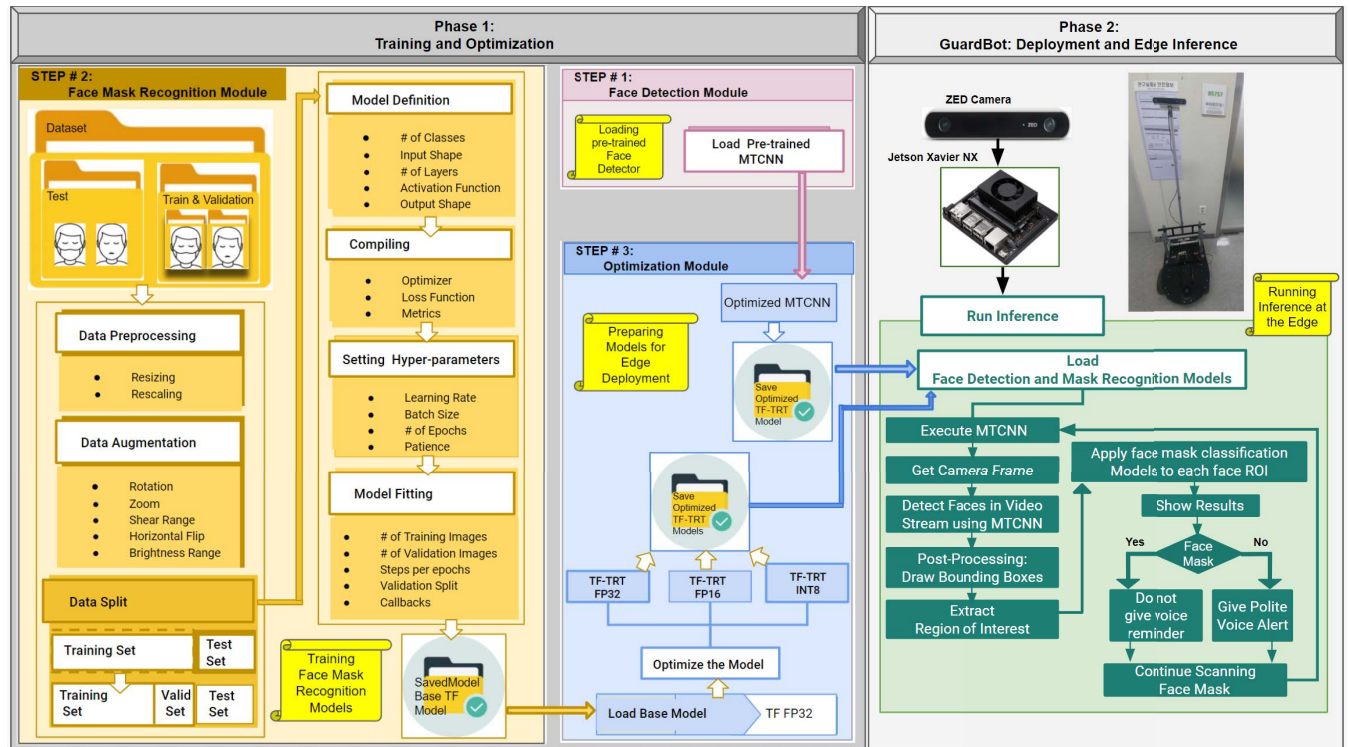 Phase 1:
Training and Optimization
STEP # 2:
Face Mask Recognition Module
Dataset
Test
Train & Validation
Data Preprocessing
● Resizing
● Rescaling
Data Augmentation
● Rotation
● Zoom
● Shear Range
● Horizontal Flip
● Brightness Range
Data Split
Training Set
Test
Set
Training
Set
Valid
Set
Test
Set
Model Definition
● # of Classes
● Input Shape
● # of Layers
● Activation Function
● Output Shape
Compiling
● Optimizer
● Loss Function
● Metrics
Setting Hyper-parameters
● Learning Rate
● Batch Size
● # of Epochs
● Patience
Model Fitting
● # of Training Images
● # of Validation Images
● Steps per epochs
● Validation Split
● Callbacks
Training
Face Mask
Recognition
Models
SavedModel
Base TF
Model
STEP # 1:
Face Detection Module
Loading
pre-trained
Face
Detector
Load Pre-trained
MTCNN
STEP # 3:
Optimization Module
Optimized MTCNN
Preparing
Models for
Edge
Deployment
Save
Optimized
TF-TRT
Model
Save
Optimized
TF-TRT
Models
TF-TRT
FP32
TF-TRT
FP16
TF-TRT
INT8
Optimize the Model
Load Base Model
TF FP32
Phase 2:
GuardBot: Deployment and Edge Inference
ZED Camera
ZED
Jetson Xavier NX
Run Inference
Running
Inference at
the Edge
Load
Face Detection and Mask Recognition Models
Execute MTCNN
Get Camera Frame
Detect Faces in Video
Stream using MTCNN
Post-Processing:
Draw Bounding Boxes
Extract
Region of Interest
Apply face mask classification
Models to each face ROI
Show Results
Yes
Face
Mask
No
Do not
give voice
reminder
Give Polite
Voice Alert
Continue Scanning
Face Mask